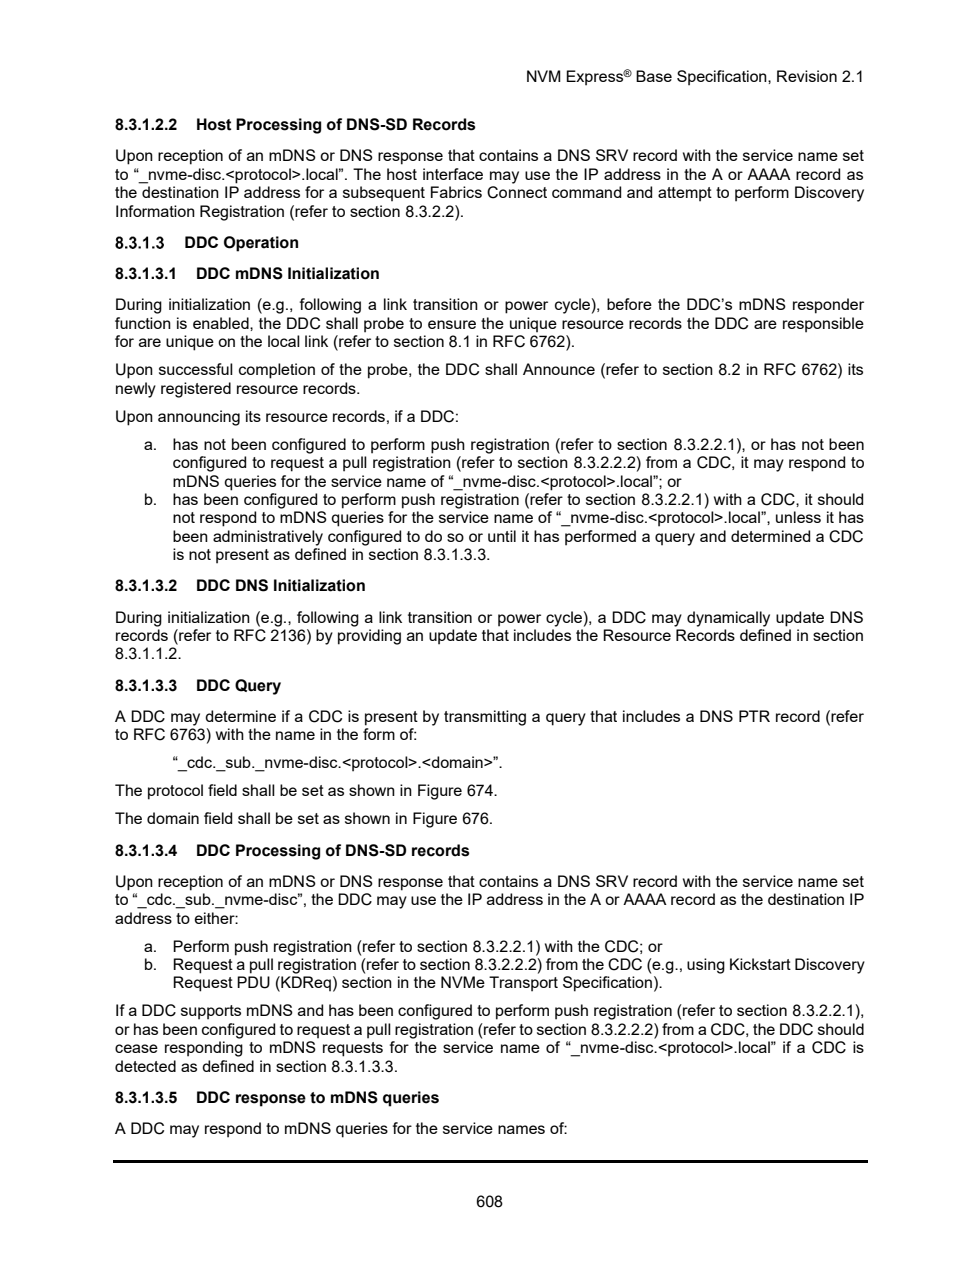 NVM Express® Base Specification, Revision 2.1
8.3.1.2.2 Host Processing of DNS-SD Records
Upon reception of an mDNS or DNS response that contains a DNS SRV record with the service name set
to “_nvme-disc.<protocol>.local”. The host interface may use the IP address in the A or AAAA record as
the destination IP address for a subsequent Fabrics Connect command and attempt to perform Discovery
Information Registration (refer to section 8.3.2.2).
8.3.1.3 DDC Operation
8.3.1.3.1 DDC mDNS Initialization
During initialization (e.g., following a link transition or power cycle), before the DDC’s mDNS responder
function is enabled, the DDC shall probe to ensure the unique resource records the DDC are responsible
for are unique on the local link (refer to section 8.1 in RFC 6762).
Upon successful completion of the probe, the DDC shall Announce (refer to section 8.2 in RFC 6762) its
newly registered resource records.
Upon announcing its resource records, if a DDC:
a. has not been configured to perform push registration (refer to section 8.3.2.2.1), or has not been
configured to request a pull registration (refer to section 8.3.2.2.2) from a CDC, it may respond to
mDNS queries for the service name of “_nvme-disc.<protocol>.local”; or
b. has been configured to perform push registration (refer to section 8.3.2.2.1) with a CDC, it should
not respond to mDNS queries for the service name of “_nvme-disc.<protocol>.local”, unless it has
been administratively configured to do so or until it has performed a query and determined a CDC
is not present as defined in section 8.3.1.3.3.
8.3.1.3.2 DDC DNS Initialization
During initialization (e.g., following a link transition or power cycle), a DDC may dynamically update DNS
records (refer to RFC 2136) by providing an update that includes the Resource Records defined in section
8.3.1.1.2.
8.3.1.3.3 DDC Query
A DDC may determine if a CDC is present by transmitting a query that includes a DNS PTR record (refer
to RFC 6763) with the name in the form of:
“_cdc._sub._nvme-disc.<protocol>.<domain>”.
The protocol field shall be set as shown in Figure 674.
The domain field shall be set as shown in Figure 676.
8.3.1.3.4 DDC Processing of DNS-SD records
Upon reception of an mDNS or DNS response that contains a DNS SRV record with the service name set
to “_cdc._sub._nvme-disc”, the DDC may use the IP address in the A or AAAA record as the destination IP
address to either:
a. Perform push registration (refer to section 8.3.2.2.1) with the CDC; or
b. Request a pull registration (refer to section 8.3.2.2.2) from the CDC (e.g., using Kickstart Discovery
Request PDU (KDReq) section in the NVMe Transport Specification).
If a DDC supports mDNS and has been configured to perform push registration (refer to section 8.3.2.2.1),
or has been configured to request a pull registration (refer to section 8.3.2.2.2) from a CDC, the DDC should
cease responding to mDNS requests for the service name of “_nvme-disc.<protocol>.local” if a CDC is
detected as defined in section 8.3.1.3.3.
8.3.1.3.5 DDC response to mDNS queries
A DDC may respond to mDNS queries for the service names of:
608